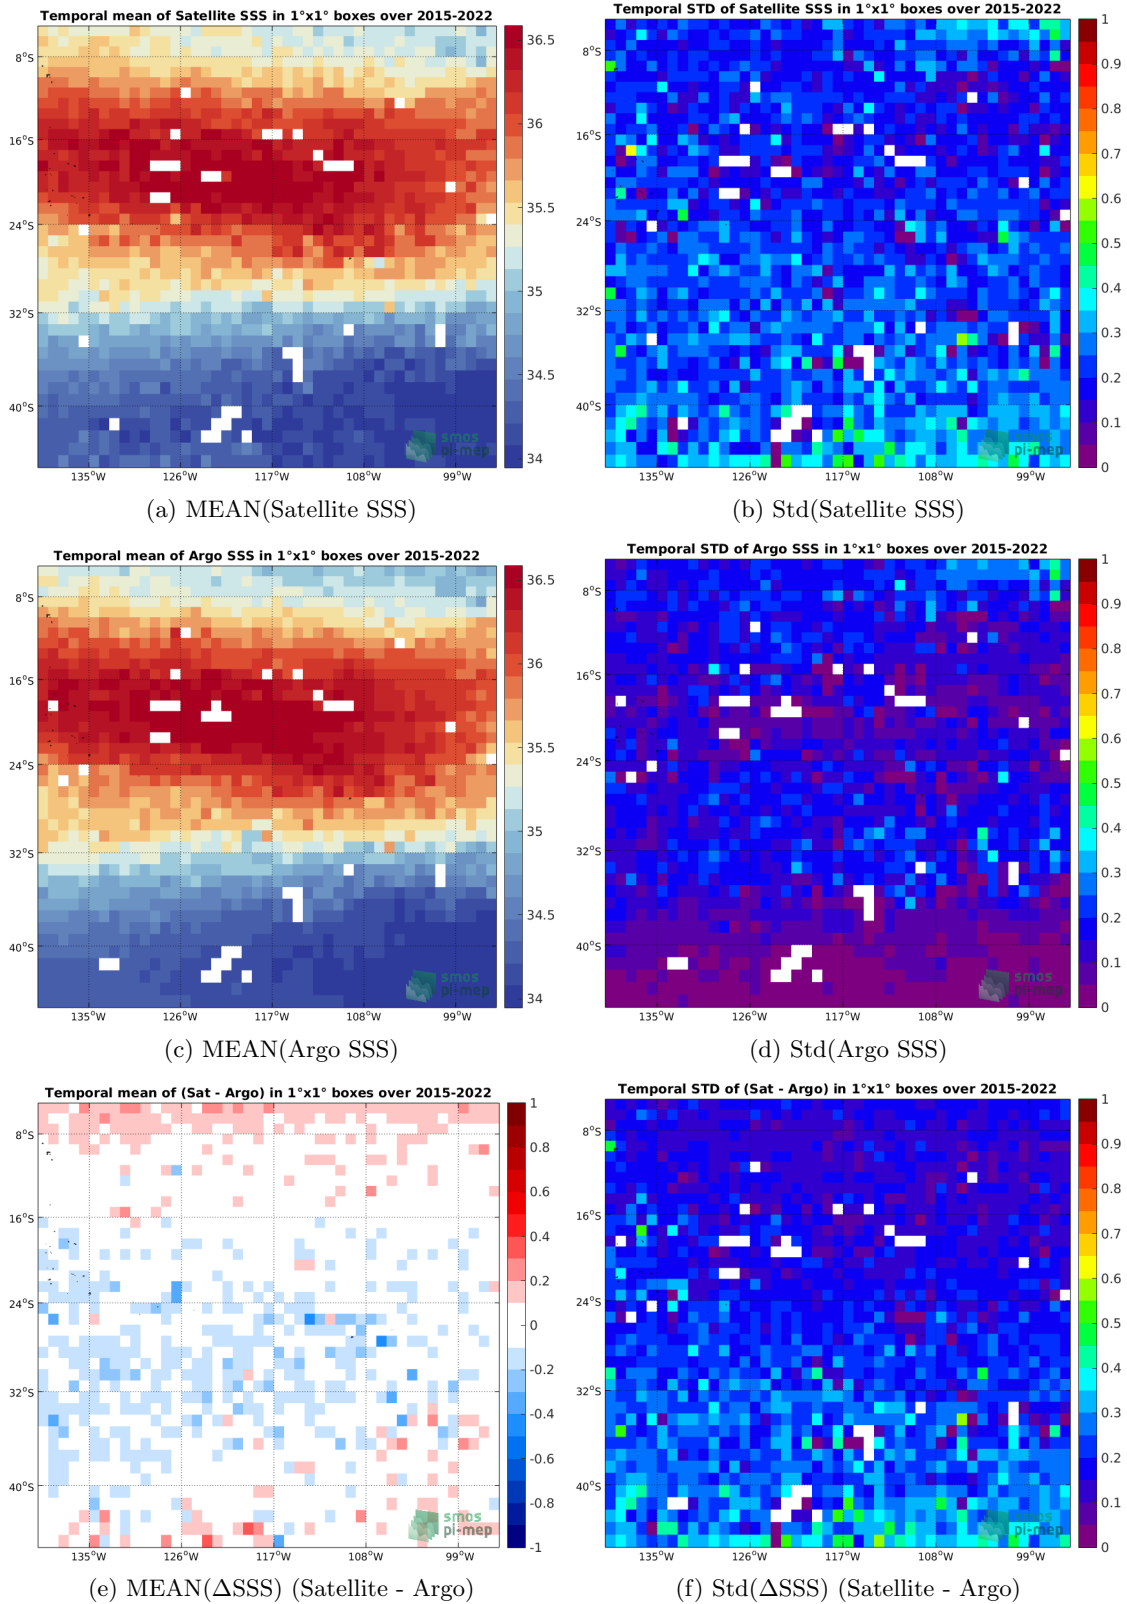 Temporal mean of Satellite SSS in 1°x1° boxes over 2015-2022
8°S
16°S
24°S
32°S
40°S
135°W 126°W 117°W 108°W 99°W
36.5
36
35.5
35
34.5
34
smos
pi-mep
(a) MEAN(Satellite SSS)
Temporal STD of Satellite SSS in 1°x1° boxes over 2015-2022
8°S
16°S
24°S
32°S
40°S
135°W 126°W 117°W 108°W 99°W
1
0.9
0.8
0.7
0.6
0.5
0.4
0.3
0.2
0.1
0
smos
pi-mep
(b) Std(Satellite SSS)
Temporal mean of Argo SSS in 1°x1° boxes over 2015-2022
8°S
16°S
24°S
32°S
40°S
135°W 126°W 117°W 108°W 99°W
36.5
36
35.5
35
34.5
34
smos
pi-mep
(c) MEAN(Argo SSS)
Temporal STD of Argo SSS in 1°x1° boxes over 2015-2022
8°S
16°S
24°S
32°S
40°S
135°W 126°W 117°W 108°W 99°W
1
0.9
0.8
0.7
0.6
0.5
0.4
0.3
0.2
0.1
0
smos
pi-mep
(d) Std(Argo SSS)
Temporal mean of (Sat - Argo) in 1°x1° boxes over 2015-2022
8°S
16°S
24°S
32°S
40°S
135°W 126°W 117°W 108°W 99°W
1
0.8
0.6
0.4
0.2
0
-0.2
-0.4
-0.6
-0.8
-1
smos
pi-mep
(e) MEAN(ΔSSS) (Satellite - Argo)
Temporal STD of (Sat - Argo) in 1°x1° boxes over 2015-2022
8°S
16°S
24°S
32°S
40°S
135°W 126°W 117°W 108°W 99°W
1
0.9
0.8
0.7
0.6
0.5
0.4
0.3
0.2
0.1
0
smos
pi-mep
(f) Std(ΔSSS) (Satellite - Argo)